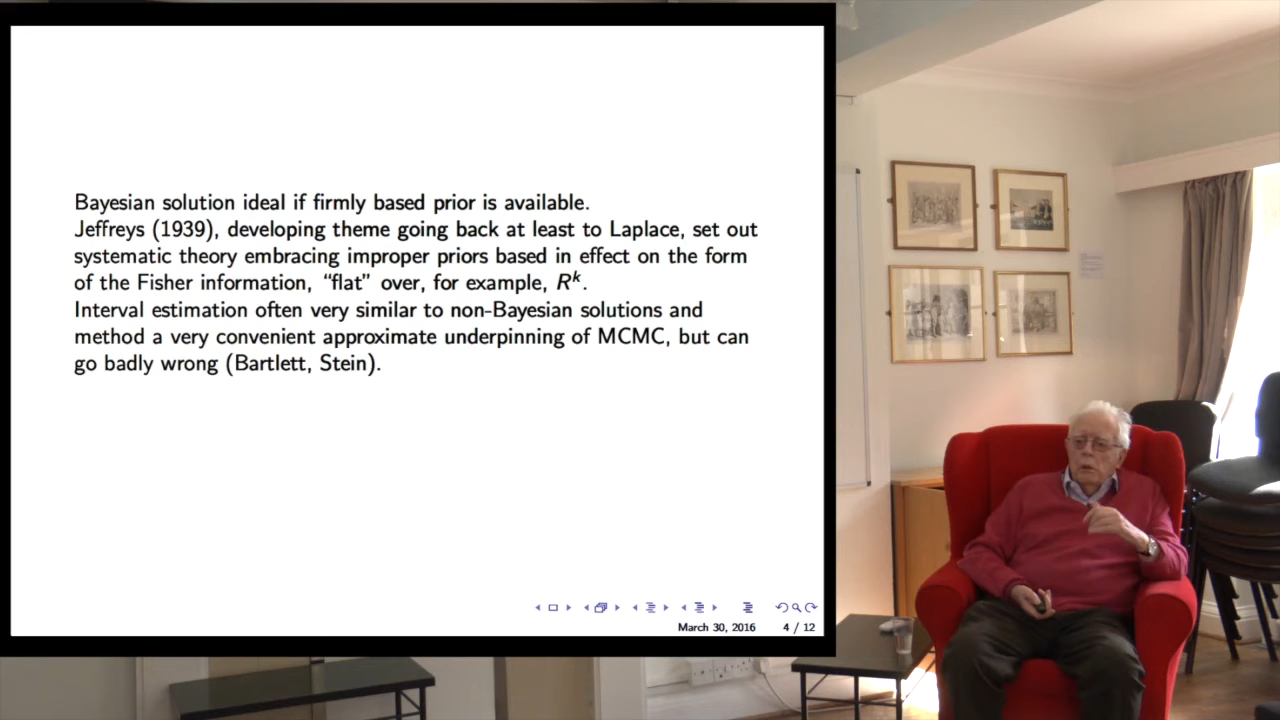 Bayesian solution ideal if firmly based prior is available.
Jeffreys (1939), developing theme going back at least to Laplace, set out
systematic theory embracing improper priors based in effect on the form
of the Fisher information, “flat” over, for example, R^k.
Interval estimation often very similar to non-Bayesian solutions and
method a very convenient approximate underpinning of MCMC, but can
go badly wrong (Bartlett, Stein).
March 30, 2016 4 / 12